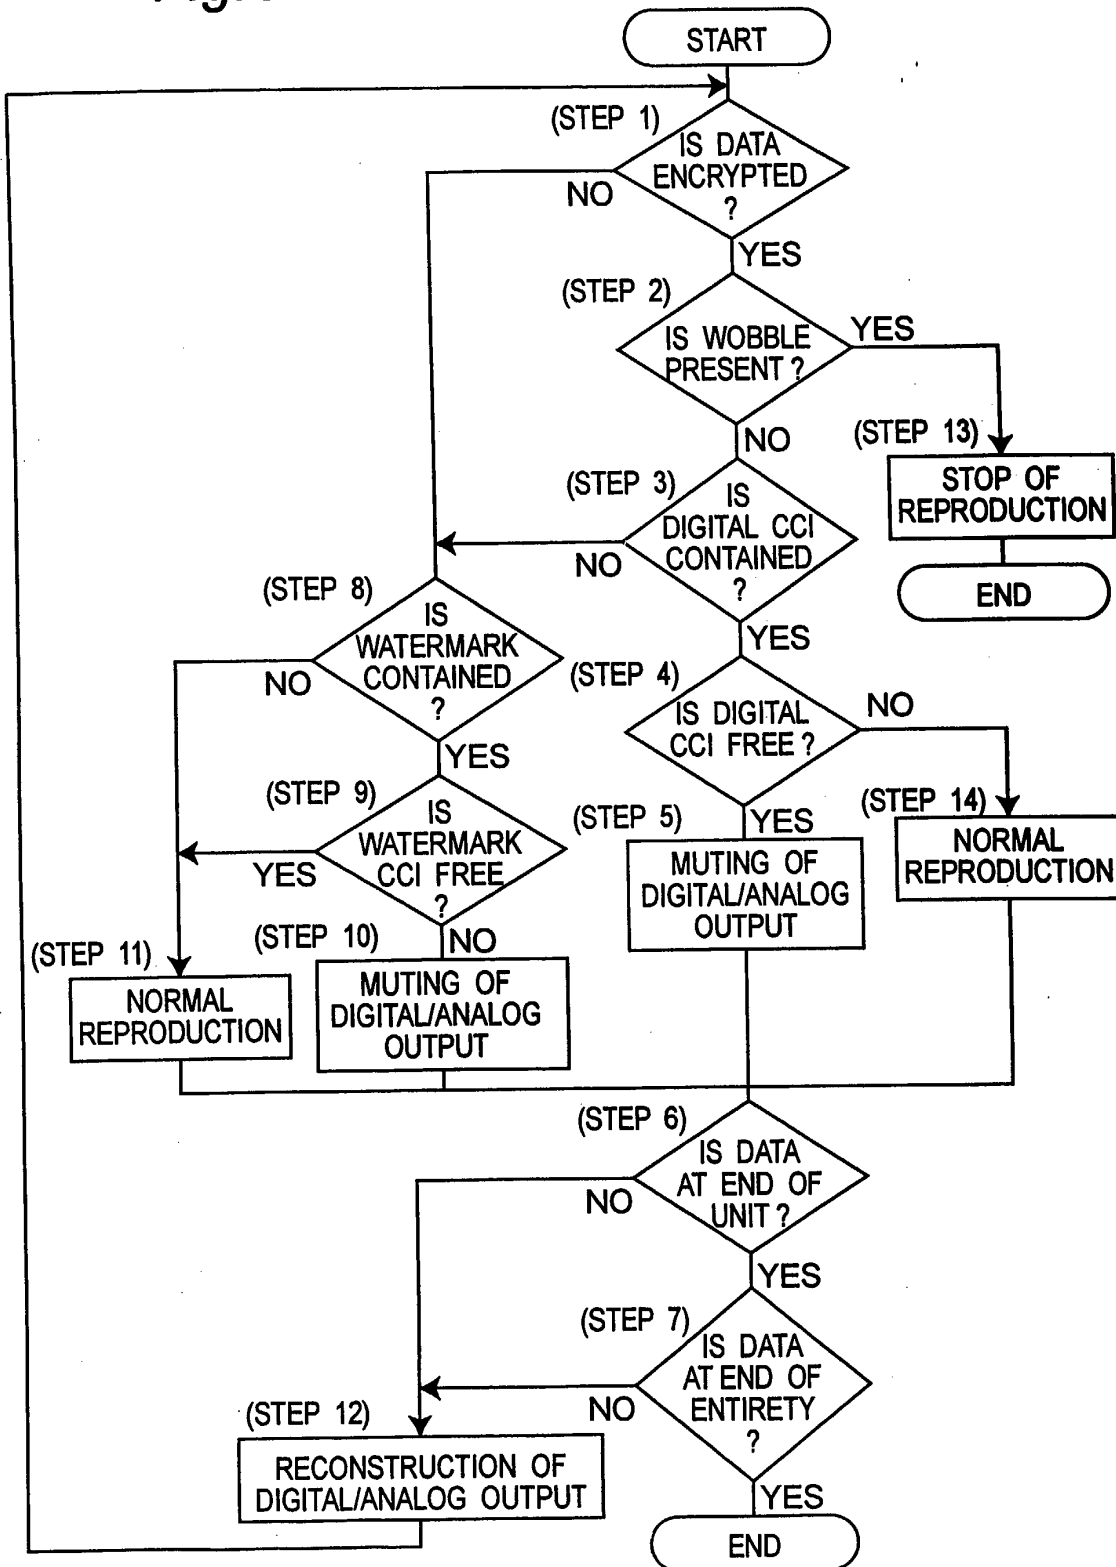 START
(STEP 1)
IS DATA
ENCRYPTED
?
NO
YES
(STEP 2)
IS WOBBLE
PRESENT ?
YES
NO
(STEP 13)
STOP OF
REPRODUCTION
END
(STEP 3)
IS
DIGITAL CCI
CONTAINED
?
NO
YES
(STEP 8)
IS
WATERMARK
CONTAINED
?
NO
YES
(STEP 4)
IS DIGITAL
CCI FREE ?
NO
YES
(STEP 14)
NORMAL
REPRODUCTION
(STEP 9)
IS
WATERMARK
CCI FREE
?
YES
NO
(STEP 5)
MUTING OF
DIGITAL/ANALOG
OUTPUT
(STEP 11)
NORMAL
REPRODUCTION
(STEP 10)
MUTING OF
DIGITAL/ANALOG
OUTPUT
(STEP 6)
IS DATA
AT END OF
UNIT ?
NO
YES
(STEP 7)
IS DATA
AT END OF
ENTIRETY
?
NO
YES
(STEP 12)
RECONSTRUCTION OF
DIGITAL/ANALOG OUTPUT
END